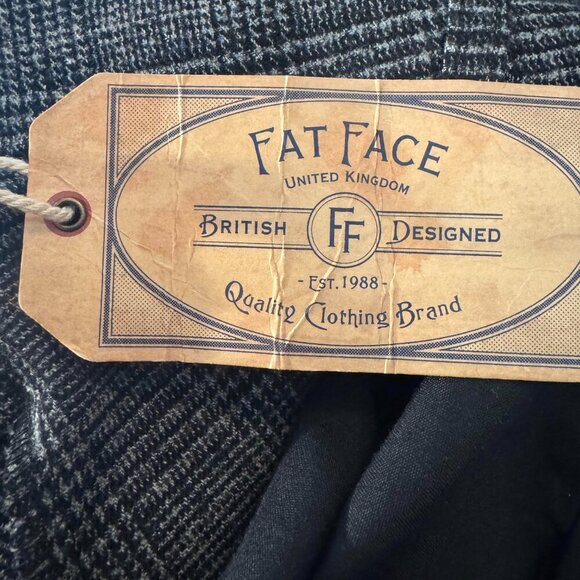 FAT FACE
UNITED KINGDOM
BRITISH FF DESIGNED
- EST. 1988 -
Quality Clothing Brand